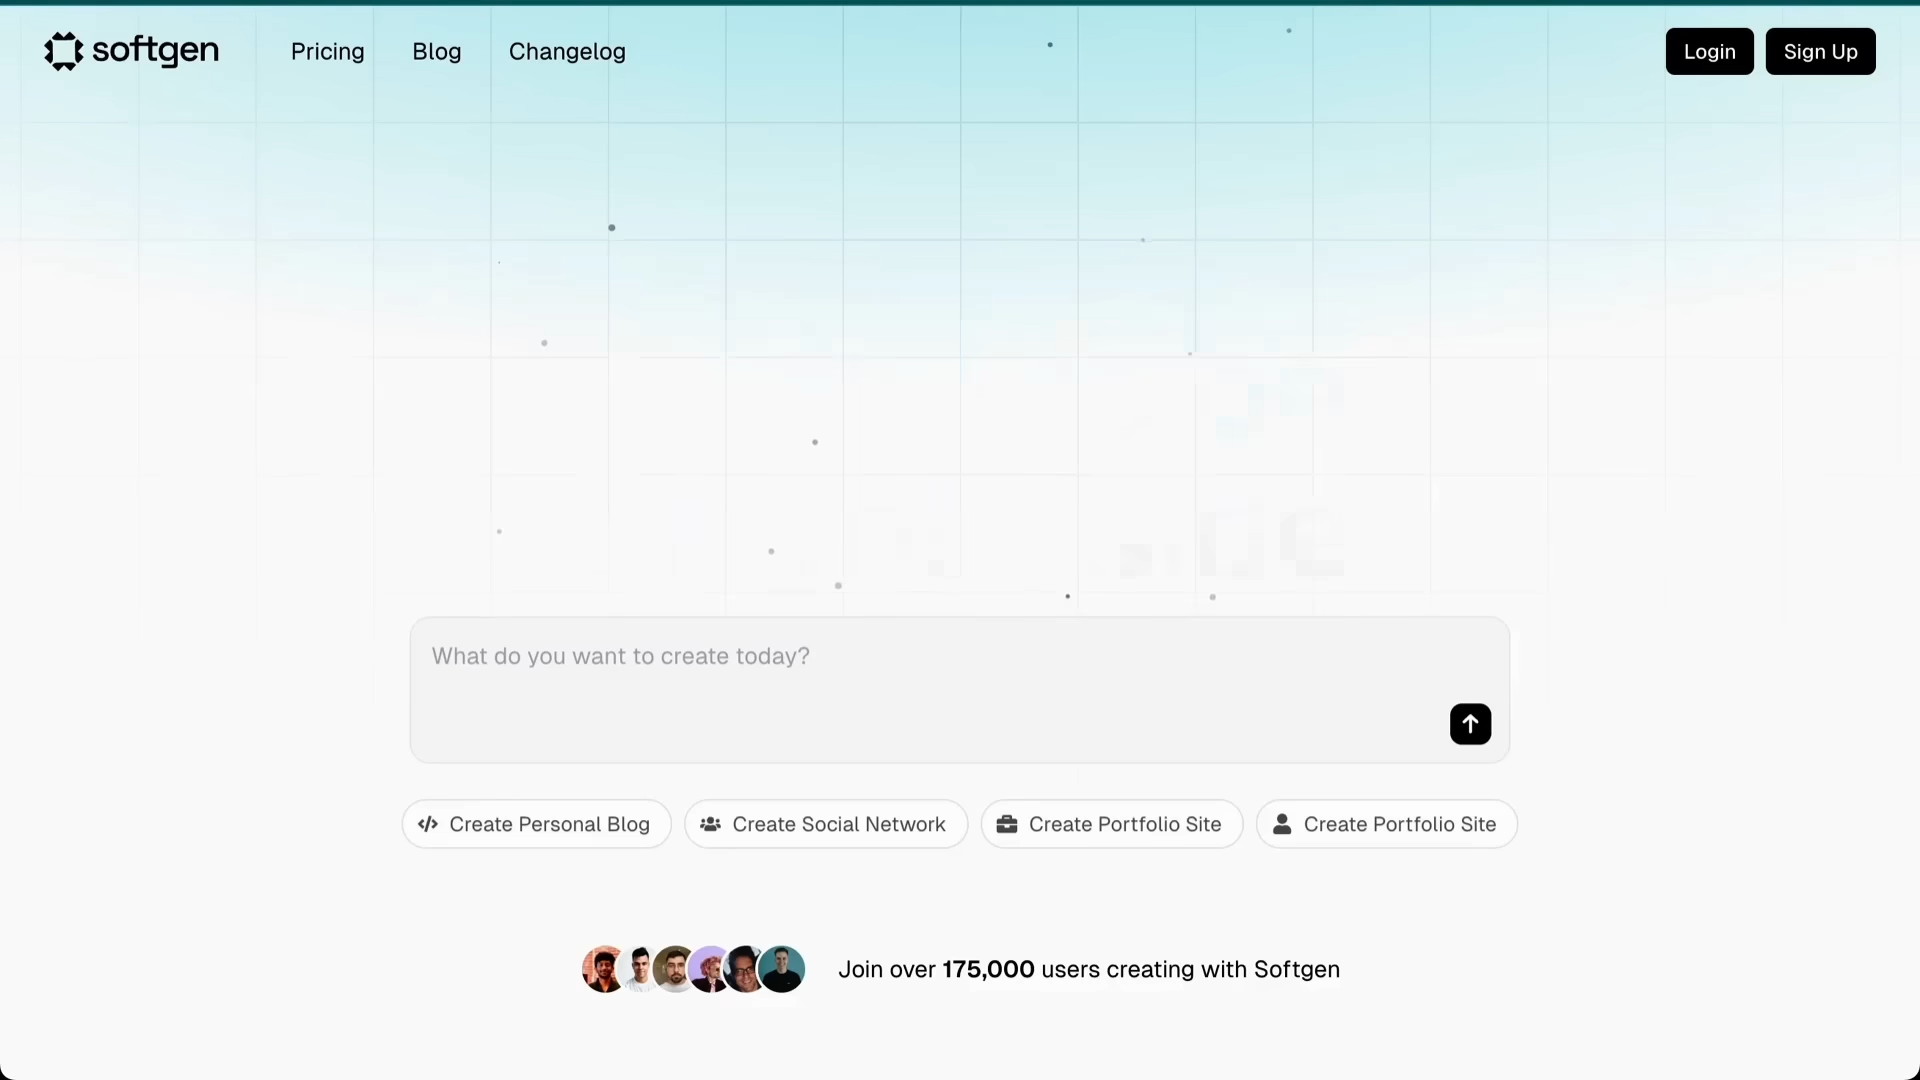 softgen
Pricing
Blog
Changelog
Login
Sign Up
What do you want to create today?
Create Personal Blog
Create Social Network
Create Portfolio Site
Create Portfolio Site
Join over 175,000 users creating with Softgen